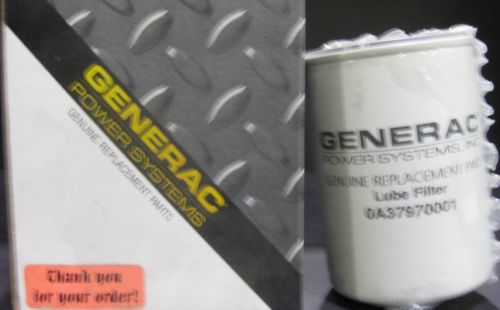 GENERAC
POWER SYSTEMS
GENUINE REPLACEMENT PARTS
Thank you
for your order!
GENERAC
POWER SYSTEMS, INC.
GENUINE REPLACEMENT PARTS
Lube Filter
0A37970001